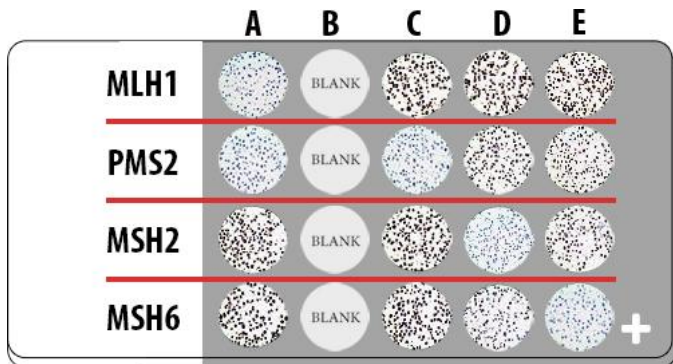 A B C D E
MLH1 BLANK
PMS2 BLANK
MSH2 BLANK
MSH6 BLANK +